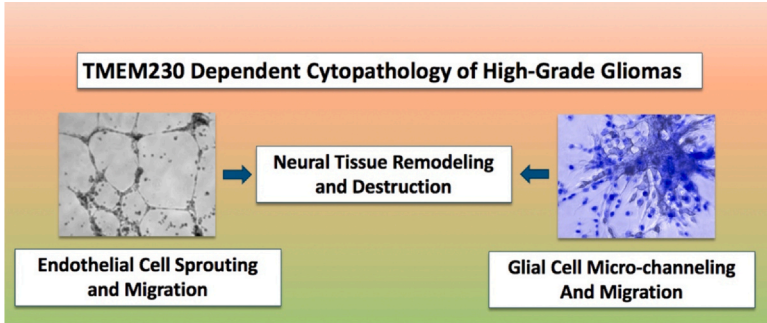 TMEM230 Dependent Cytopathology of High-Grade Gliomas
Neural Tissue Remodeling
and Destruction
Endothelial Cell Sprouting
and Migration
Glial Cell Micro-channeling
And Migration